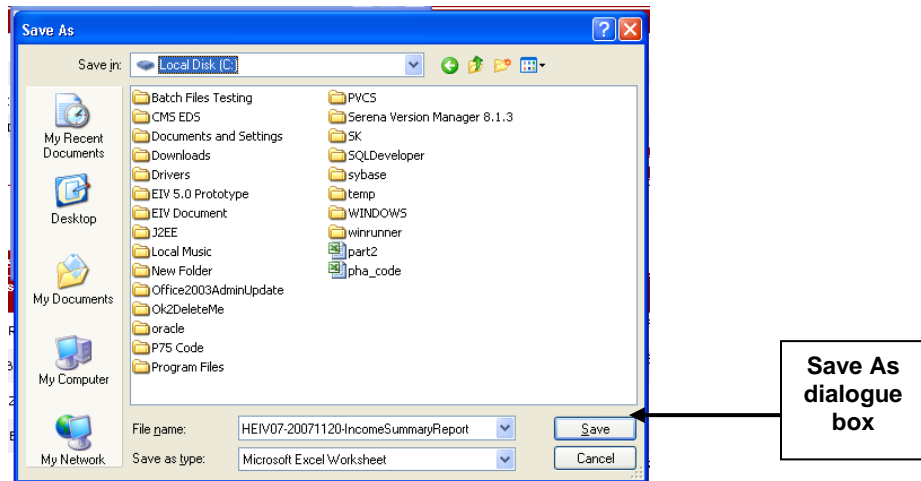 Save As
Save in: Local Disk (C:)
My Recent
Documents
Desktop
My Documents
My Computer
My Network
Batch Files Testing
CMS EDS
Documents and Settings
Downloads
Drivers
EIV 5.0 Prototype
EIV Document
J2EE
Local Music
New Folder
Office2003AdminUpdate
Ok2DeleteMe
oracle
P75 Code
Program Files
PVCS
Serena Version Manager 8.1.3
SK
SQLDeveloper
sybase
temp
WINDOWS
winrunner
part2
pha_code
File name: HEIV07-20071120-IncomeSummaryReport Save
Save as type: Microsoft Excel Worksheet Cancel
Save As
dialogue
box